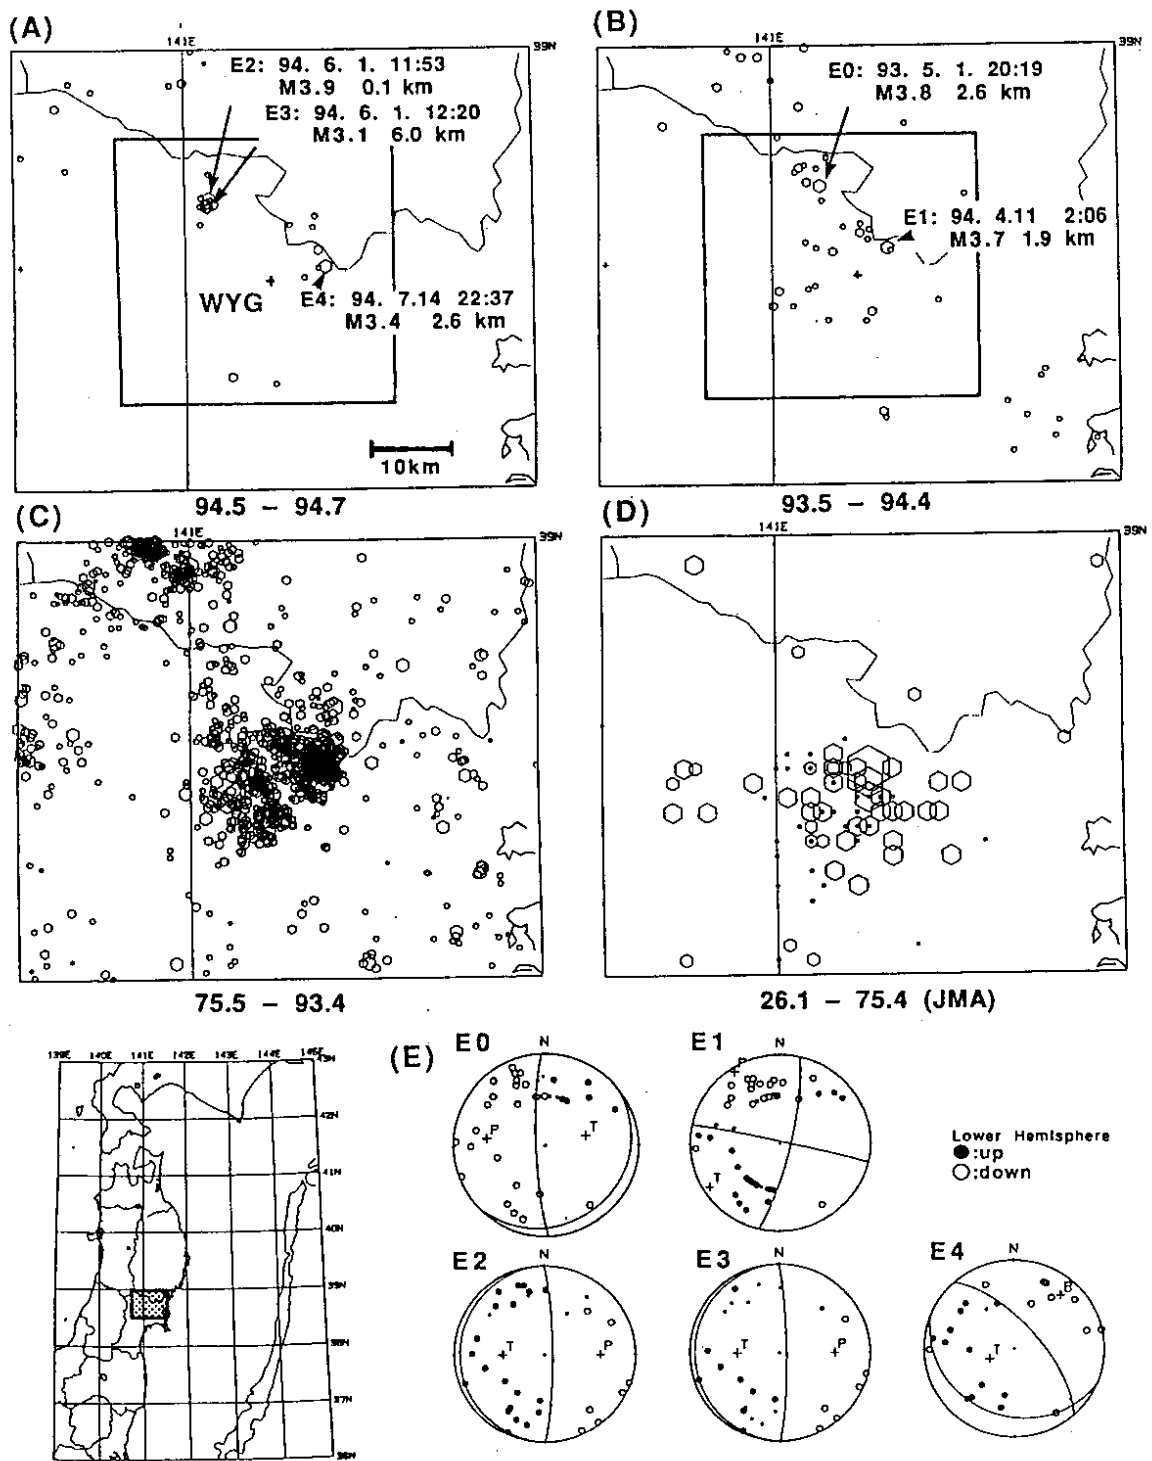 (A)
141E
39N
E2: 94. 6. 1. 11:53
M3.9 0.1 km
E3: 94. 6. 1. 12:20
M3.1 6.0 km
WYG
E4: 94. 7.14 22:37
M3.4 2.6 km
10km
94.5 – 94.7
(B)
141E
39N
E0: 93. 5. 1. 20:19
M3.8 2.6 km
E1: 94. 4.11 2:06
M3.7 1.9 km
93.5 – 94.4
(C)
141E
39N
75.5 – 93.4
(D)
141E
39N
26.1 – 75.4 (JMA)
139E 140E 141E 142E 143E 144E 145E
43N
42N
41N
40N
39N
38N
37N
36N
(E)
E0
N
P
T
E1
N
P
T
Lower Hemisphere
●:up
○:down
E2
N
T
P
E3
N
T
P
E4
N
P
T